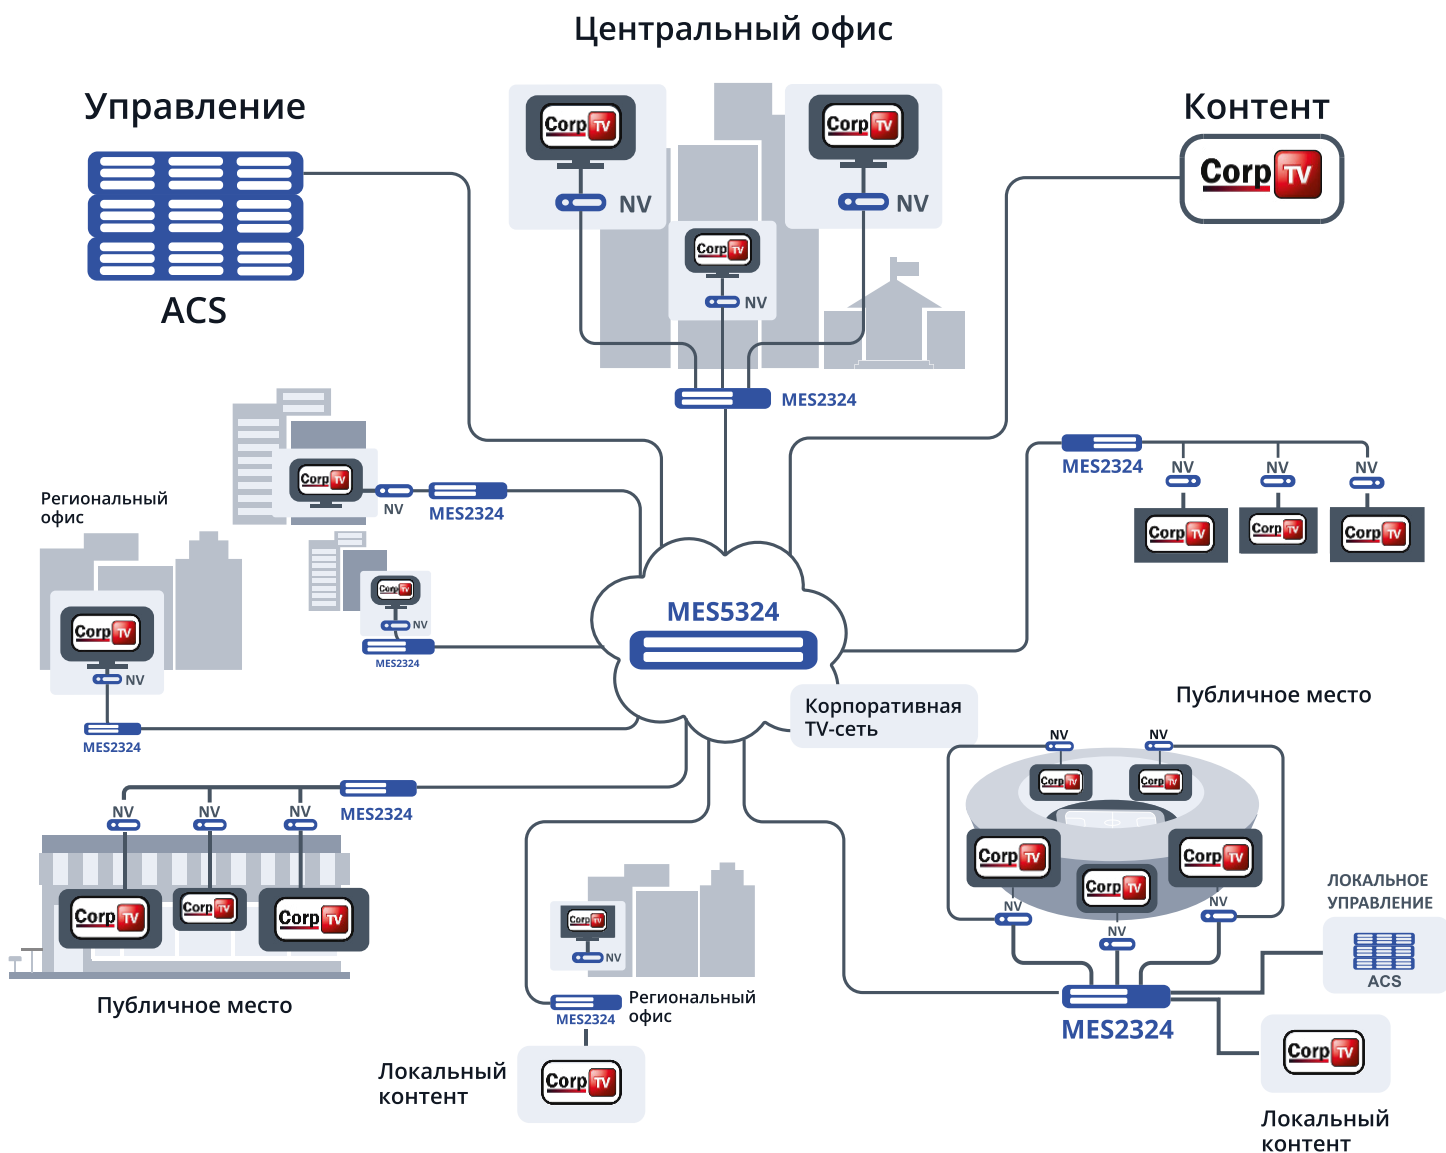 Центральный офис
Управление
ACS
Corp TV
NV
Corp TV
NV
Corp TV
NV
MES2324
Контент
Corp TV
Corp TV
NV
MES2324
Региональный
офис
Corp TV
NV
MES2324
Corp TV
NV
MES2324
MES2324
NV
NV
NV
Corp TV
Corp TV
Corp TV
MES5324
Корпоративная
TV-сеть
MES2324
NV
NV
NV
Corp TV
Corp TV
Corp TV
Публичное место
Corp TV
NV
MES2324
Региональный
офис
Локальный
контент
Corp TV
Публичное место
NV
NV
Corp TV
Corp TV
Corp TV
Corp TV
Corp TV
NV
NV
NV
MES2324
ЛОКАЛЬНОЕ
УПРАВЛЕНИЕ
ACS
Corp TV
Локальный
контент